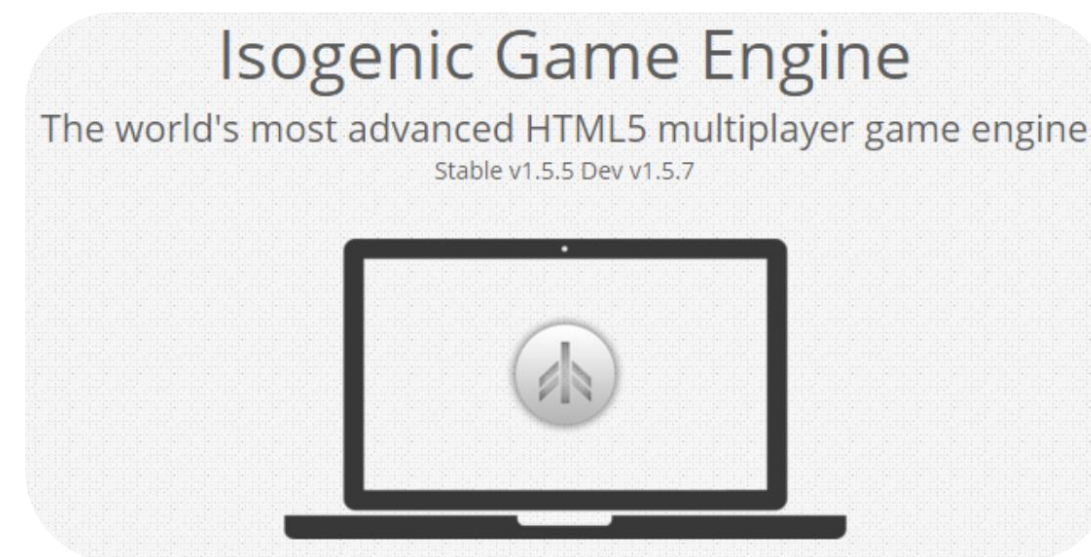 Isogenic Game Engine
The world's most advanced HTML5 multiplayer game engine
Stable v1.5.5 Dev v1.5.7